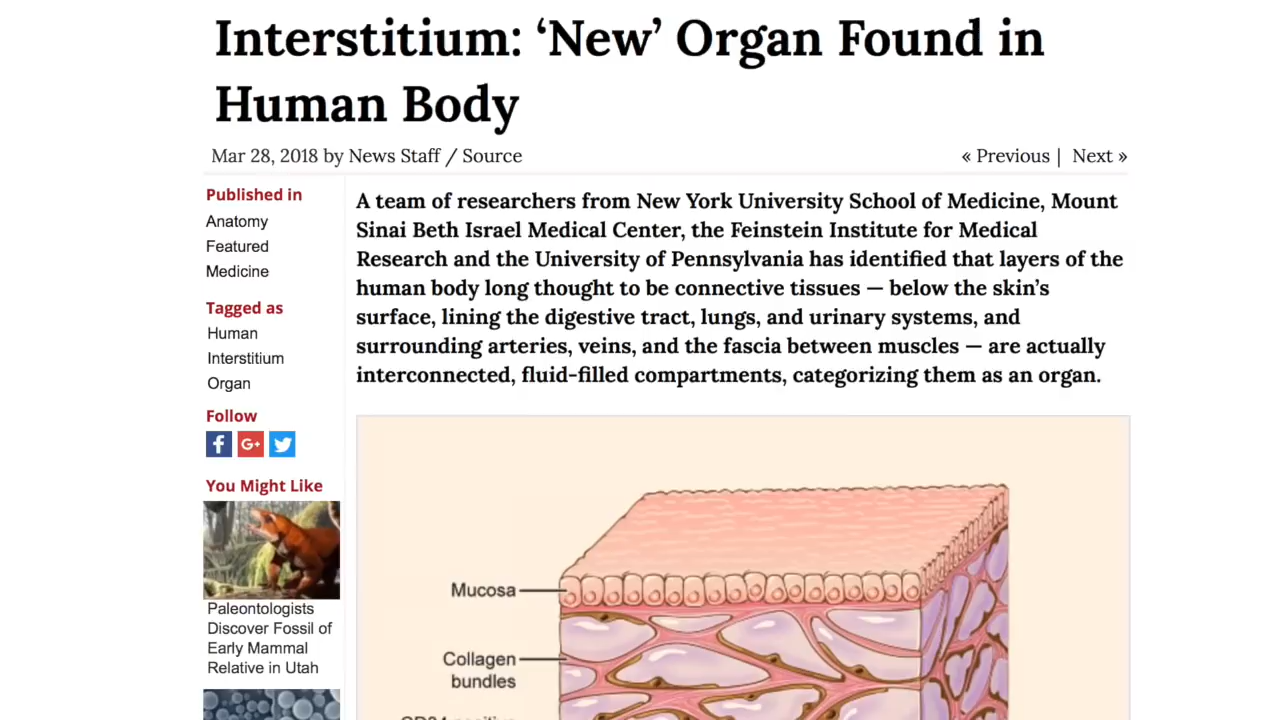 Interstitium: ‘New’ Organ Found in
Human Body
Mar 28, 2018 by News Staff / Source
« Previous | Next »
Published in
Anatomy
Featured
Medicine
Tagged as
Human
Interstitium
Organ
Follow
You Might Like
Paleontologists
Discover Fossil of
Early Mammal
Relative in Utah
A team of researchers from New York University School of Medicine, Mount
Sinai Beth Israel Medical Center, the Feinstein Institute for Medical
Research and the University of Pennsylvania has identified that layers of the
human body long thought to be connective tissues — below the skin’s
surface, lining the digestive tract, lungs, and urinary systems, and
surrounding arteries, veins, and the fascia between muscles — are actually
interconnected, fluid-filled compartments, categorizing them as an organ.
Mucosa
Collagen
bundles